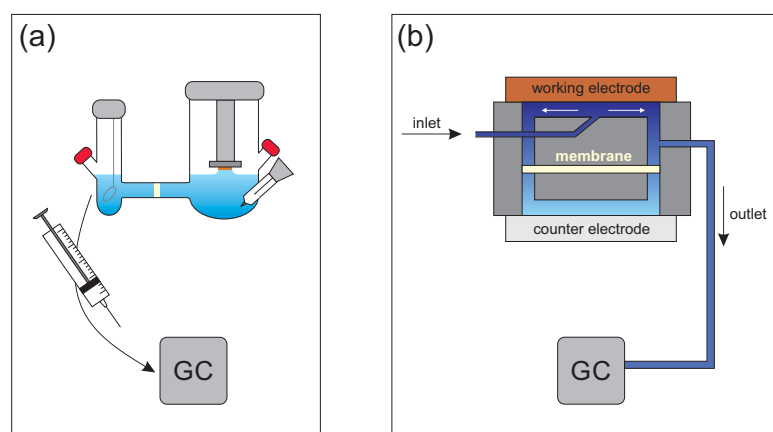 (a)
GC
(b)
working electrode
inlet
membrane
outlet
counter electrode
GC